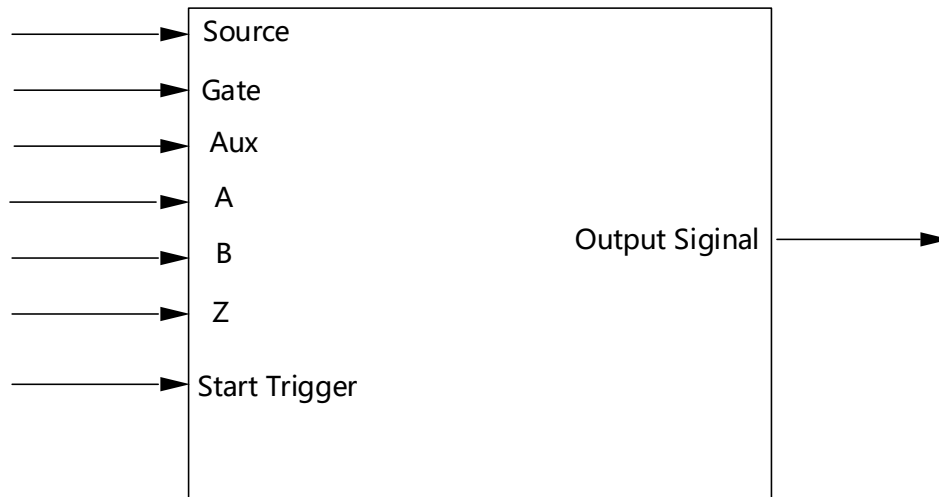 Source
Gate
Aux
A
B
Output Siginal
Z
Start Trigger